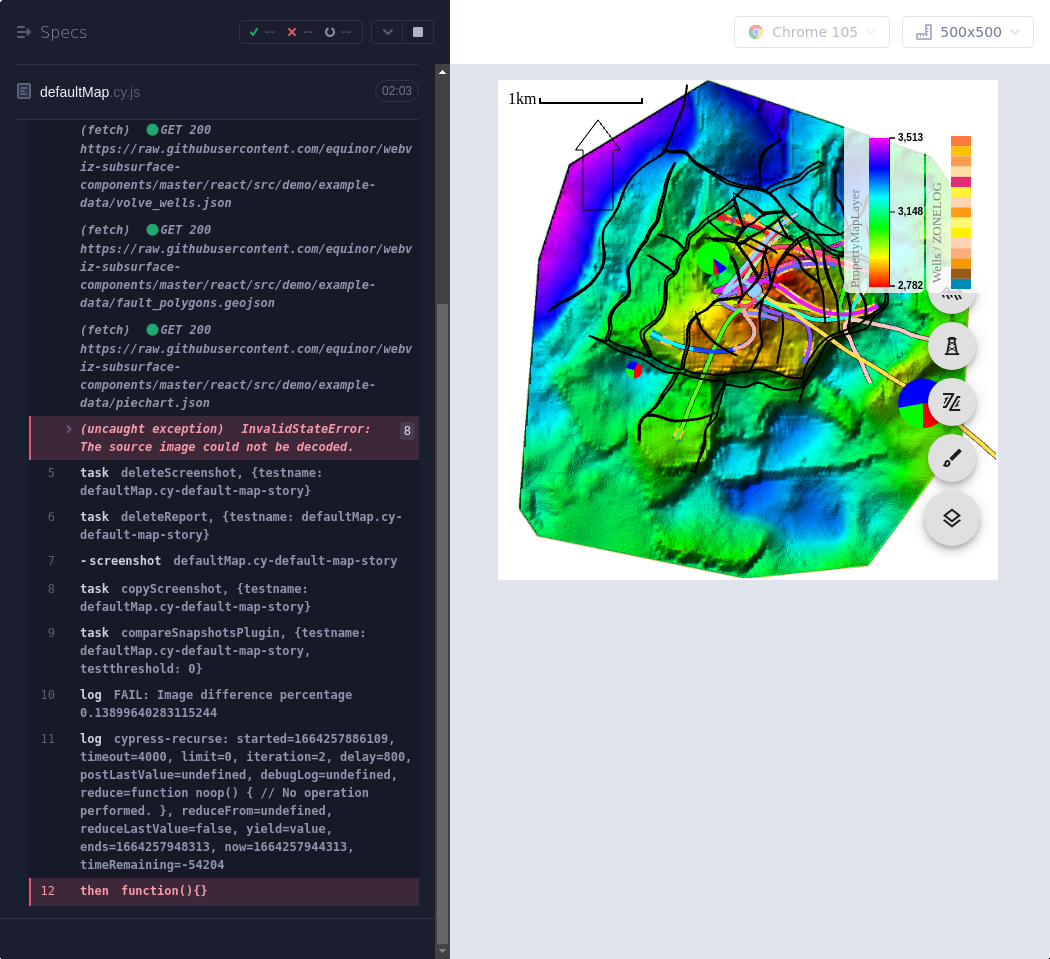 Specs
--
--
--
Chrome 105
500x500
defaultMap.cy.js
02:03
(fetch) GET 200
https://raw.githubusercontent.com/equinor/webv
iz-subsurface-
components/master/react/src/demo/example-
data/volve_wells.json
(fetch) GET 200
https://raw.githubusercontent.com/equinor/webv
iz-subsurface-
components/master/react/src/demo/example-
data/fault_polygons.geojson
(fetch) GET 200
https://raw.githubusercontent.com/equinor/webv
iz-subsurface-
components/master/react/src/demo/example-
data/piechart.json
(uncaught exception) InvalidStateError: 8
The source image could not be decoded.
5 task deleteScreenshot, {testname:
defaultMap.cy-default-map-story}
6 task deleteReport, {testname: defaultMap.cy-
default-map-story}
7 -screenshot defaultMap.cy-default-map-story
8 task copyScreenshot, {testname:
defaultMap.cy-default-map-story}
9 task compareSnapshotsPlugin, {testname:
defaultMap.cy-default-map-story,
testthreshold: 0}
10 log FAIL: Image difference percentage
0.13899640283115244
11 log cypress-recurse: started=1664257886109,
timeout=4000, limit=0, iteration=2, delay=800,
postLastValue=undefined, debugLog=undefined,
reduce=function noop() { // No operation
performed. }, reduceFrom=undefined,
reduceLastValue=false, yield=value,
ends=1664257948313, now=1664257944313,
timeRemaining=-54204
12 then function(){}
1km
PropertyMapLayer
3,513
3,148
2,782
Wells / ZONELOG